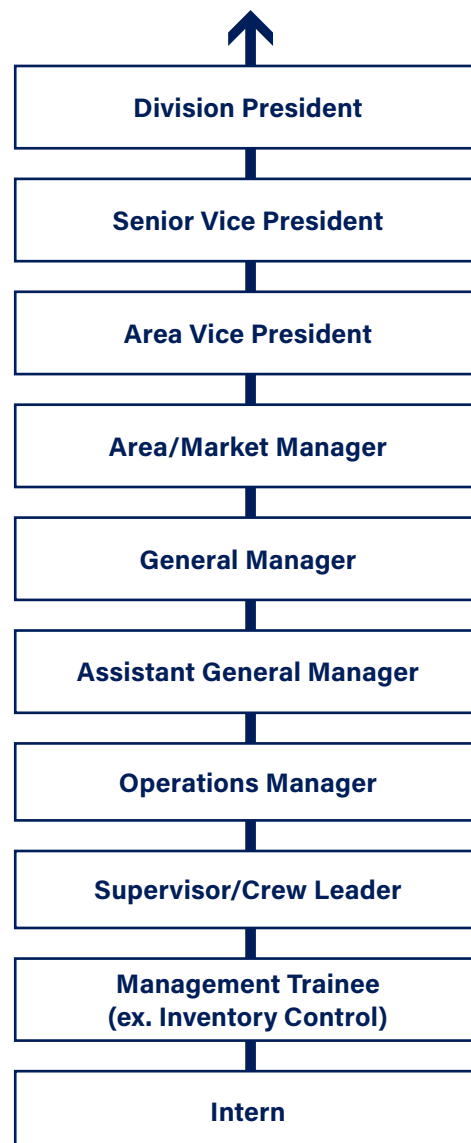 Division President
Senior Vice President
Area Vice President
Area/Market Manager
General Manager
Assistant General Manager
Operations Manager
Supervisor/Crew Leader
Management Trainee
(ex. Inventory Control)
Intern